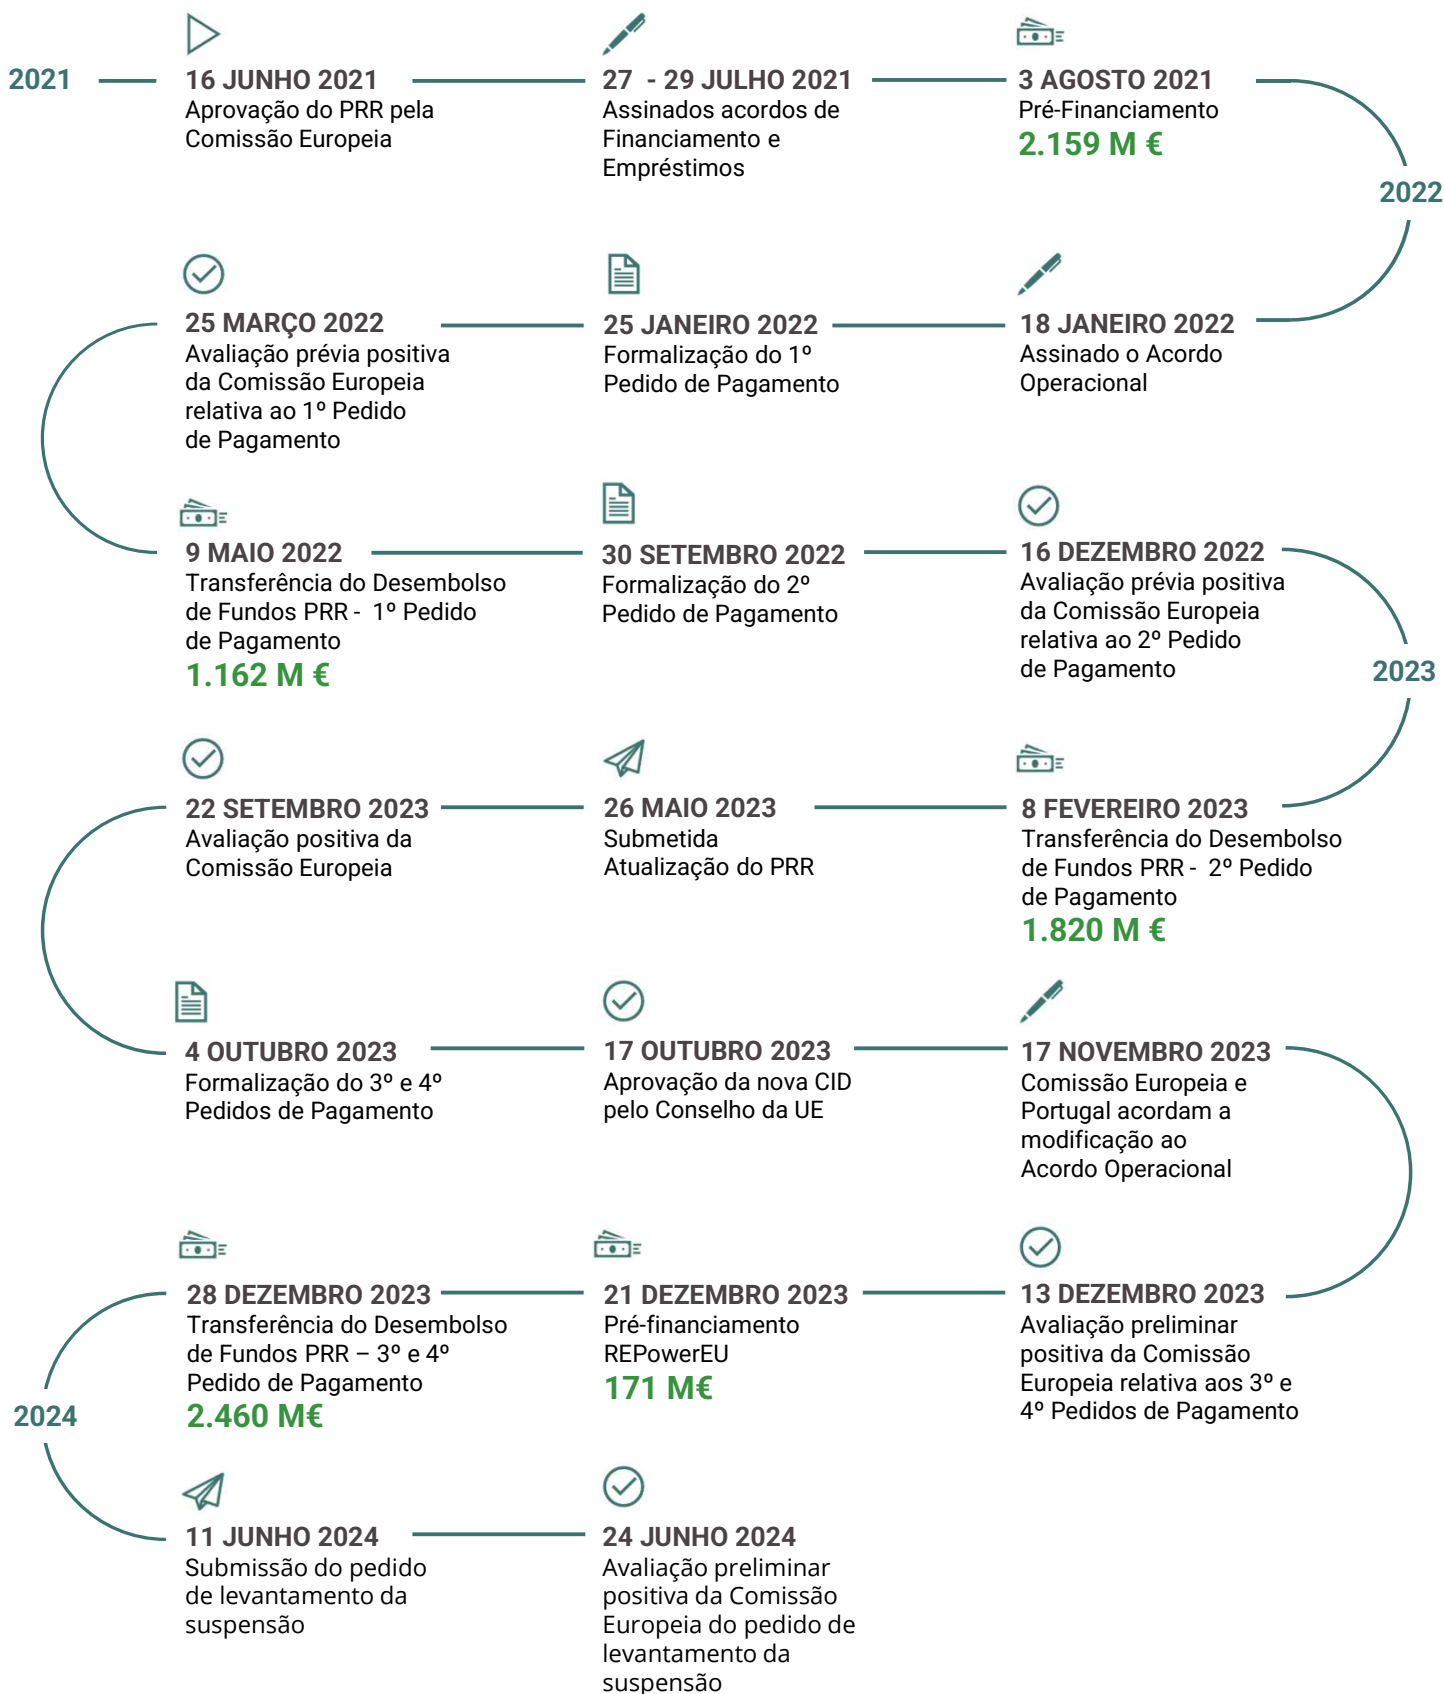 2021
16 JUNHO 2021
Aprovação do PRR pela
Comissão Europeia
27 - 29 JULHO 2021
Assinados acordos de
Financiamento e
Empréstimos
3 AGOSTO 2021
Pré-Financiamento
2.159 M €
2022
18 JANEIRO 2022
Assinado o Acordo
Operacional
25 JANEIRO 2022
Formalização do 1º
Pedido de Pagamento
25 MARÇO 2022
Avaliação prévia positiva
da Comissão Europeia
relativa ao 1º Pedido
de Pagamento
9 MAIO 2022
Transferência do Desembolso
de Fundos PRR - 1º Pedido
de Pagamento
1.162 M €
30 SETEMBRO 2022
Formalização do 2º
Pedido de Pagamento
16 DEZEMBRO 2022
Avaliação prévia positiva
da Comissão Europeia
relativa ao 2º Pedido
de Pagamento
2023
8 FEVEREIRO 2023
Transferência do Desembolso
de Fundos PRR - 2º Pedido
de Pagamento
1.820 M €
26 MAIO 2023
Submetida
Atualização do PRR
22 SETEMBRO 2023
Avaliação positiva da
Comissão Europeia
4 OUTUBRO 2023
Formalização do 3º e 4º
Pedidos de Pagamento
17 OUTUBRO 2023
Aprovação da nova CID
pelo Conselho da UE
17 NOVEMBRO 2023
Comissão Europeia e
Portugal acordam a
modificação ao
Acordo Operacional
13 DEZEMBRO 2023
Avaliação preliminar
positiva da Comissão
Europeia relativa aos 3º e
4º Pedidos de Pagamento
21 DEZEMBRO 2023
Pré-financiamento
REPowerEU
171 M€
28 DEZEMBRO 2023
Transferência do Desembolso
de Fundos PRR – 3º e 4º
Pedido de Pagamento
2.460 M€
2024
11 JUNHO 2024
Submissão do pedido
de levantamento da
suspensão
24 JUNHO 2024
Avaliação preliminar
positiva da Comissão
Europeia do pedido de
levantamento da
suspensão